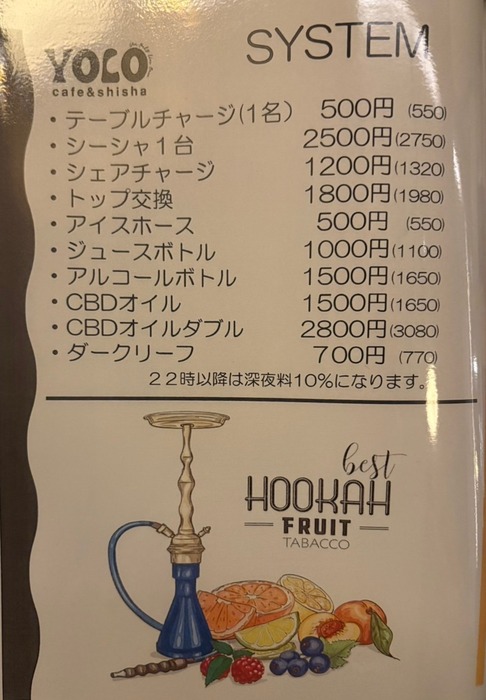 SYSTEM
YOLO
cafe&shisha
・テーブルチャージ(1名) 500円 (550)
・シーシャ1台 2500円(2750)
・シェアチャージ 1200円(1320)
・トップ交換 1800円(1980)
・アイスホース 500円 (550)
・ジュースボトル 1000円(1100)
・アルコールボトル 1500円(1650)
・CBDオイル 1500円(1650)
・CBDオイルダブル 2800円(3080)
・ダークリーフ 700円 (770)
22時以降は深夜料10%になります。
best
HOOKAH
FRUIT
TABACCO